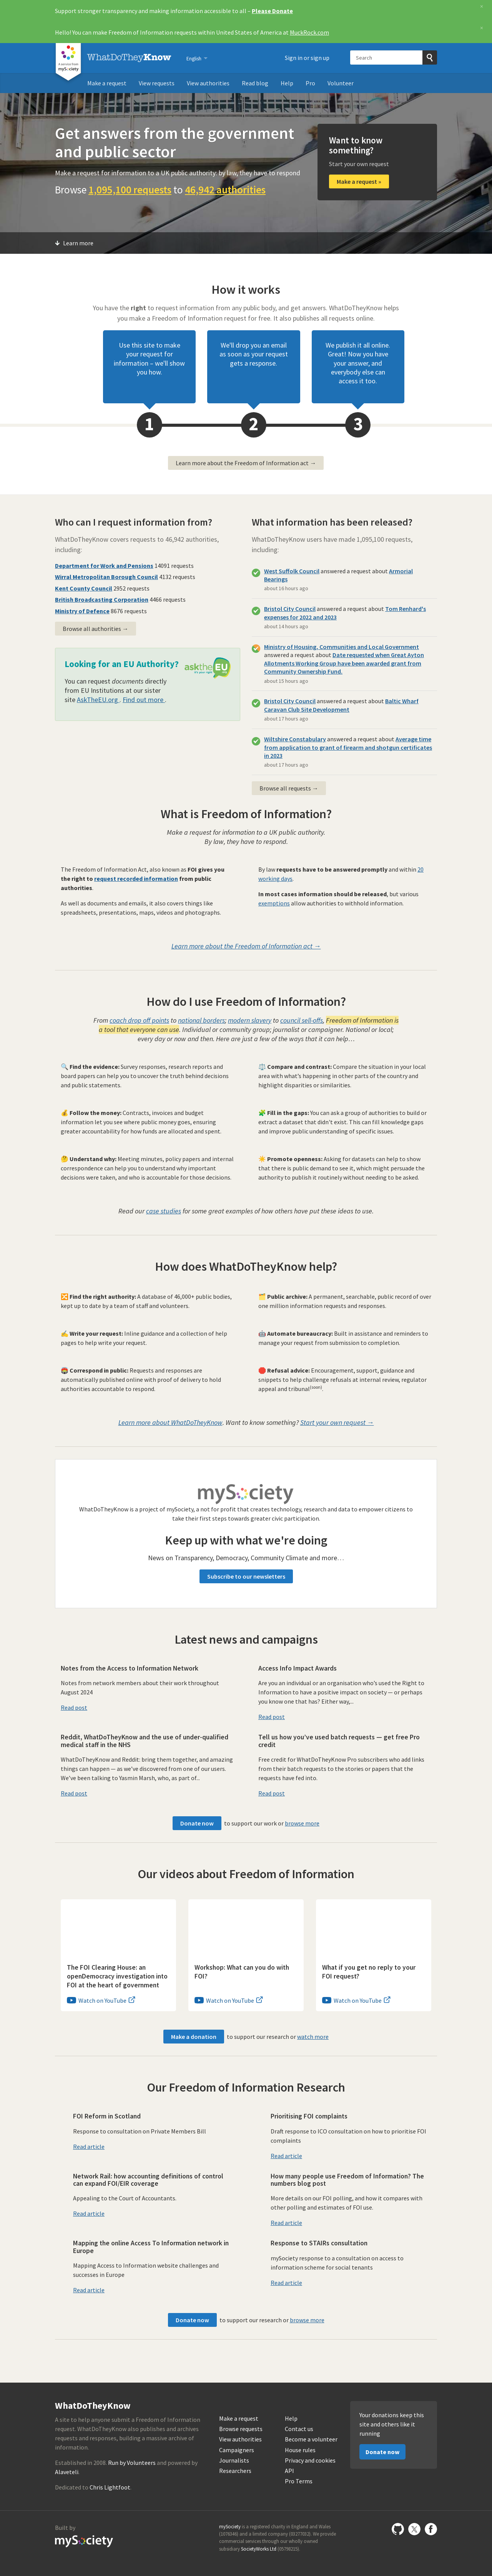 Support stronger transparency and making information accessible to all – Please Donate
Hello! You can make Freedom of Information requests within United States of America at MuckRock.com
mySociety
WhatDoTheyKnow
English
Sign in or sign up
Search
Make a request
View requests
View authorities
Read blog
Help
Pro
Volunteer
Get answers from the government
and public sector
Make a request for information to a UK public authority: by law, they have to respond
Browse 1,095,100 requests to 46,942 authorities
Want to know
something?
Start your own request
Make a request »
Learn more
How it works
You have the right to request information from any public body, and get answers. WhatDoTheyKnow helps
you make a Freedom of Information request for free. It also publishes all requests online.
Use this site to make
your request for
information – we'll show
you how.
We'll drop you an email
as soon as your request
gets a response.
We publish it all online.
Great! Now you have
your answer, and
everybody else can
access it too.
1
2
3
Learn more about the Freedom of Information act →
Who can I request information from?
WhatDoTheyKnow covers requests to 46,942 authorities,
including:
Department for Work and Pensions 14091 requests
Wirral Metropolitan Borough Council 4132 requests
Kent County Council 2952 requests
British Broadcasting Corporation 4466 requests
Ministry of Defence 8676 requests
Browse all authorities →
Looking for an EU Authority?
asktheEU
You can request documents directly
from EU Institutions at our sister
site AskTheEU.org . Find out more .
What information has been released?
WhatDoTheyKnow users have made 1,095,100 requests,
including:
West Suffolk Council answered a request about Armorial
Bearings
about 16 hours ago
Bristol City Council answered a request about Tom Renhard's
expenses for 2022 and 2023
about 14 hours ago
Ministry of Housing, Communities and Local Government
answered a request about Date requested when Great Ayton
Allotments Working Group have been awarded grant from
Community Ownership Fund.
about 15 hours ago
Bristol City Council answered a request about Baltic Wharf
Caravan Club Site Development
about 17 hours ago
Wiltshire Constabulary answered a request about Average time
from application to grant of firearm and shotgun certificates
in 2023
about 17 hours ago
Browse all requests →
What is Freedom of Information?
Make a request for information to a UK public authority.
By law, they have to respond.
The Freedom of Information Act, also known as FOI gives you
the right to request recorded information from public
authorities.
As well as documents and emails, it also covers things like
spreadsheets, presentations, maps, videos and photographs.
By law requests have to be answered promptly and within 20
working days.
In most cases information should be released, but various
exemptions allow authorities to withhold information.
Learn more about the Freedom of Information act →
How do I use Freedom of Information?
From coach drop off points to national borders; modern slavery to council sell-offs, Freedom of Information is
a tool that everyone can use. Individual or community group; journalist or campaigner. National or local;
every day or now and then. Here are just a few of the ways that it can help…
Find the evidence: Survey responses, research reports and
board papers can help you to uncover the truth behind decisions
and public statements.
Compare and contrast: Compare the situation in your local
area with what's happening in other parts of the country and
highlight disparities or similarities.
Follow the money: Contracts, invoices and budget
information let you see where public money goes, ensuring
greater accountability for how funds are allocated and spent.
Fill in the gaps: You can ask a group of authorities to build or
extract a dataset that didn't exist. This can fill knowledge gaps
and improve public understanding of specific issues.
Understand why: Meeting minutes, policy papers and internal
correspondence can help you to understand why important
decisions were taken, and who is accountable for those decisions.
Promote openness: Asking for datasets can help to show
that there is public demand to see it, which might persuade the
authority to publish it routinely without needing to be asked.
Read our case studies for some great examples of how others have put these ideas to use.
How does WhatDoTheyKnow help?
Find the right authority: A database of 46,000+ public bodies,
kept up to date by a team of staff and volunteers.
Public archive: A permanent, searchable, public record of over
one million information requests and responses.
Write your request: Inline guidance and a collection of help
pages to help write your request.
Automate bureaucracy: Built in assistance and reminders to
manage your request from submission to completion.
Correspond in public: Requests and responses are
automatically published online with proof of delivery to hold
authorities accountable to respond.
Refusal advice: Encouragement, support, guidance and
snippets to help challenge refusals at internal review, regulator
appeal and tribunal(soon).
Learn more about WhatDoTheyKnow. Want to know something? Start your own request →
mySociety
WhatDoTheyKnow is a project of mySociety, a not for profit that creates technology, research and data to empower citizens to
take their first steps towards greater civic participation.
Keep up with what we're doing
News on Transparency, Democracy, Community Climate and more…
Subscribe to our newsletters
Latest news and campaigns
Notes from the Access to Information Network
Notes from network members about their work throughout
August 2024
Read post
Access Info Impact Awards
Are you an individual or an organisation who's used the Right to
Information to have a positive impact on society — or perhaps
you know one that has? Either way,...
Read post
Reddit, WhatDoTheyKnow and the use of under-qualified
medical staff in the NHS
WhatDoTheyKnow and Reddit: bring them together, and amazing
things can happen — as we've discovered from one of our users.
We've been talking to Yasmin Marsh, who, as part of...
Read post
Tell us how you've used batch requests — get free Pro
credit
Free credit for WhatDoTheyKnow Pro subscribers who add links
from their batch requests to the stories or papers that the
requests have fed into.
Read post
Donate now to support our work or browse more
Our videos about Freedom of Information
The FOI Clearing House: an
openDemocracy investigation into
FOI at the heart of government
Watch on YouTube
Workshop: What can you do with
FOI?
Watch on YouTube
What if you get no reply to your
FOI request?
Watch on YouTube
Make a donation to support our research or watch more
Our Freedom of Information Research
FOI Reform in Scotland
Response to consultation on Private Members Bill
Read article
Prioritising FOI complaints
Draft response to ICO consultation on how to prioritise FOI
complaints
Read article
Network Rail: how accounting definitions of control
can expand FOI/EIR coverage
Appealing to the Court of Accountants.
Read article
How many people use Freedom of Information? The
numbers blog post
More details on our FOI polling, and how it compares with
other polling and estimates of FOI use.
Read article
Mapping the online Access To Information network in
Europe
Mapping Access to Information website challenges and
successes in Europe
Read article
Response to STAIRs consultation
mySociety response to a consultation on access to
information scheme for social tenants
Read article
Donate now to support our research or browse more
WhatDoTheyKnow
A site to help anyone submit a Freedom of Information
request. WhatDoTheyKnow also publishes and archives
requests and responses, building a massive archive of
information.
Established in 2008. Run by Volunteers and powered by
Alaveteli.
Dedicated to Chris Lightfoot.
Make a request
Browse requests
View authorities
Campaigners
Journalists
Researchers
Help
Contact us
Become a volunteer
House rules
Privacy and cookies
API
Pro Terms
Your donations keep this
site and others like it
running
Donate now
Built by
mySociety
mySociety is a registered charity in England and Wales
(1076346) and a limited company (03277032). We provide
commercial services through our wholly owned
subsidiary SocietyWorks Ltd (05798215).